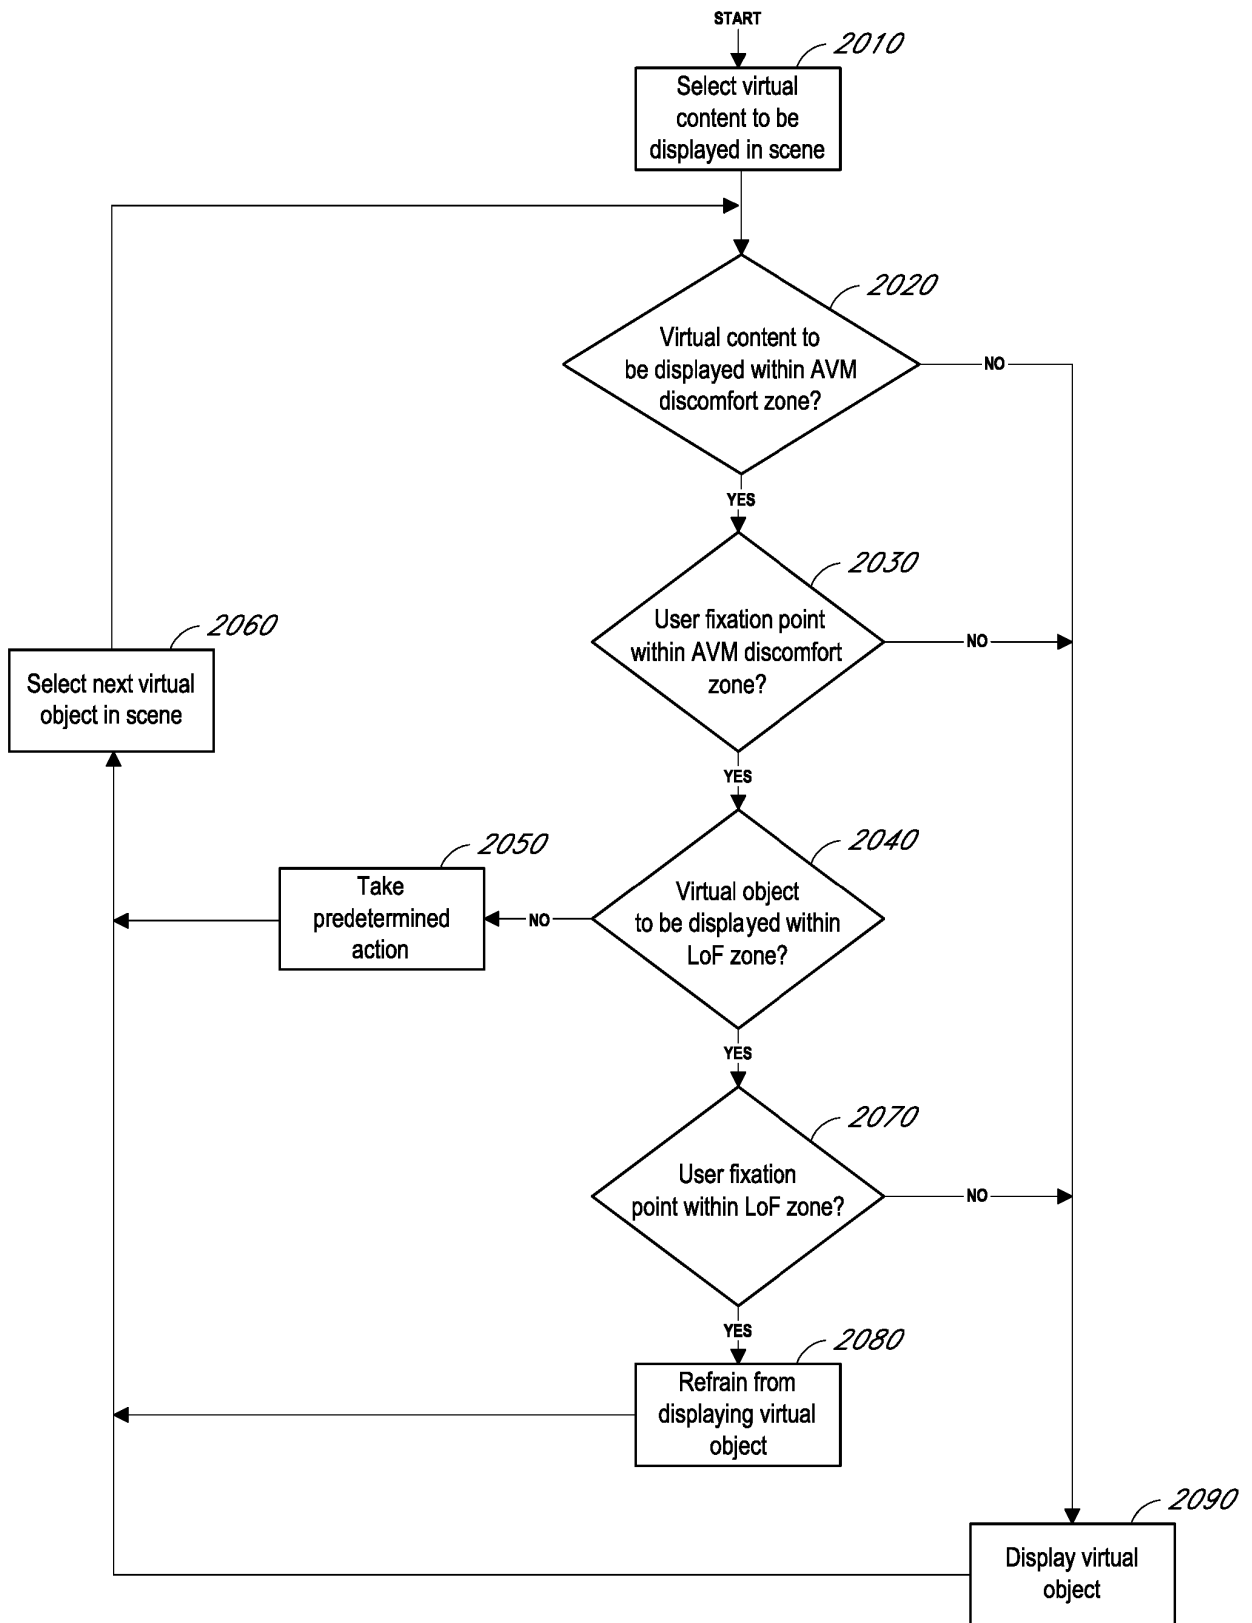 START
2010
Select virtual
content to be
displayed in scene
2020
Virtual content to
be displayed within AVM
discomfort zone?
NO
YES
2030
User fixation point
within AVM discomfort
zone?
NO
2060
Select next virtual
object in scene
YES
2040
Virtual object
to be displayed within
LoF zone?
2050
Take
predetermined
action
NO
YES
2070
User fixation
point within LoF zone?
NO
YES
2080
Refrain from
displaying virtual
object
2090
Display virtual
object